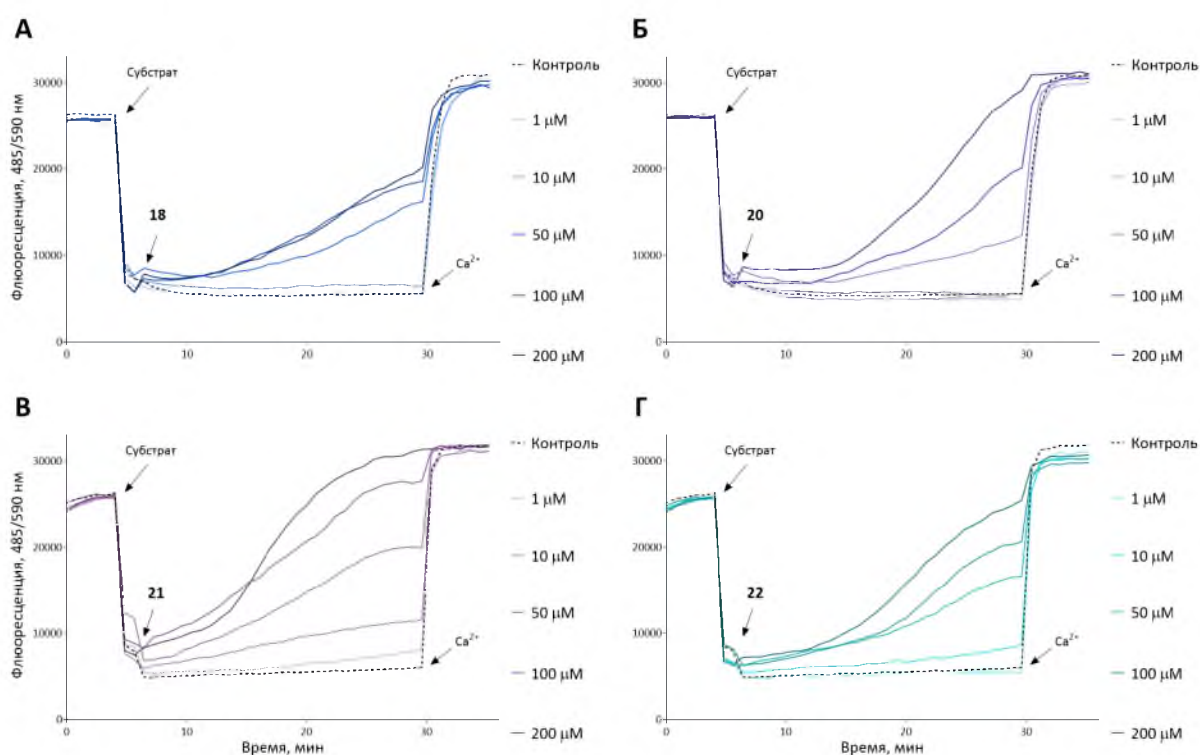 А
Флюоресценция, 485/590 нм
30000
20000
10000
0
0
10
20
30
Субстрат
18
Ca²⁺
Контроль
1 μM
10 μM
50 μM
100 μM
200 μM
Б
30000
20000
10000
0
0
10
20
30
Субстрат
20
Ca²⁺
Контроль
1 μM
10 μM
50 μM
100 μM
200 μM
В
Флюоресценция, 485/590 нм
30000
20000
10000
0
0
10
20
30
Время, мин
Субстрат
21
Ca²⁺
Контроль
1 μM
10 μM
50 μM
100 μM
200 μM
Г
30000
20000
10000
0
0
10
20
30
Время, мин
Субстрат
22
Ca²⁺
Контроль
1 μM
10 μM
50 μM
100 μM
200 μM